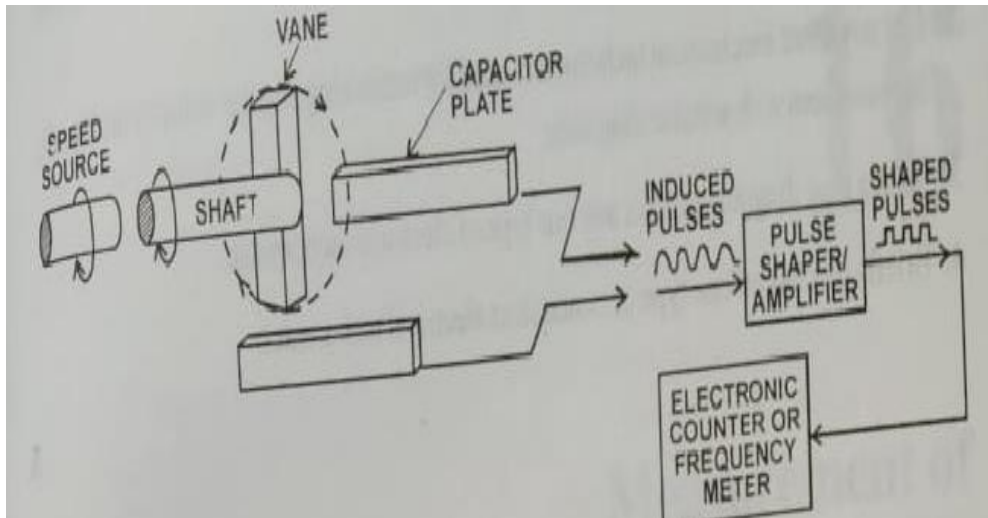 VANE
CAPACITOR
PLATE
SPEED
SOURCE
SHAFT
INDUCED
PULSES
SHAPED
PULSES
PULSE
SHAPER/
AMPLIFIER
ELECTRONIC
COUNTER OR
FREQUENCY
METER